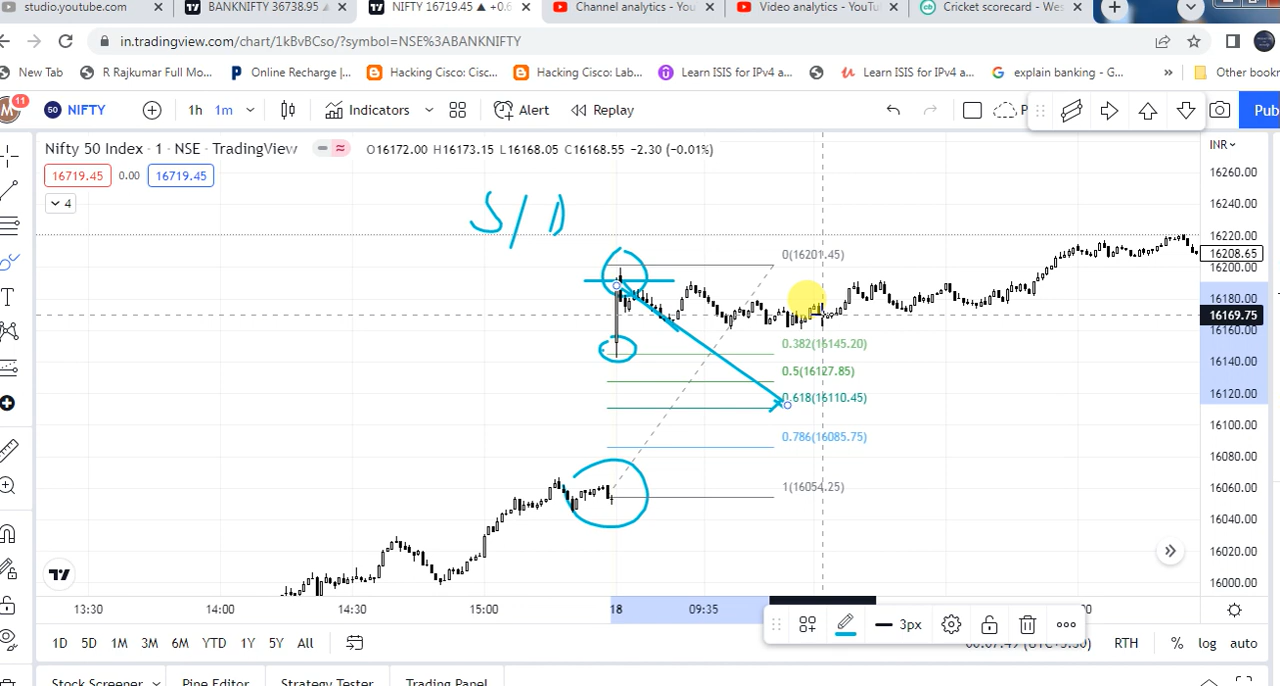 studio.youtube.com
BANKNIFTY 36738.95
NIFTY 16719.45 ▲ +0.6
Channel analytics - You
Video analytics - YouTu
Cricket scorecard - Wes
in.tradingview.com/chart/1kBvBCso/?symbol=NSE%3ABANKNIFTY
New Tab
R Rajkumar Full Mo...
Online Recharge |...
Hacking Cisco: Cisc...
Hacking Cisco: Lab...
Learn ISIS for IPv4 a...
Learn ISIS for IPv4 a...
explain banking - G...
»
Other bookr
M 11
50 NIFTY
1h 1m
Indicators
Alert
Replay
P
Pub
Nifty 50 Index · 1 · NSE · TradingView
O16172.00 H16173.15 L16168.05 C16168.55 −2.30 (−0.01%)
INR
16719.45 0.00 16719.45
4
S/D
16260.00
16240.00
16220.00
16208.65
16200.00
16180.00
16169.75
16160.00
16140.00
16120.00
16100.00
16080.00
16060.00
16040.00
16020.00
16000.00
0(16201.45)
0.382(16145.20)
0.5(16127.85)
0.618(16110.45)
0.786(16085.75)
1(16054.25)
13:30 14:00 14:30 15:00 18 09:35
3px
1D 5D 1M 3M 6M YTD 1Y 5Y All
RTH % log auto
Stock Screener Pine Editor Strategy Tester Trading Panel